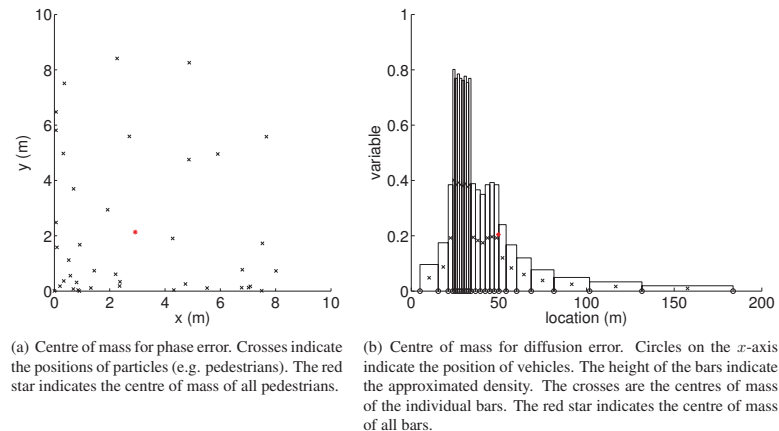 10
8
6
4
2
0
y (m)
0 2 4 6 8 10
x (m)
1
0.8
0.6
0.4
0.2
0
variable
0 50 100 150 200
location (m)
(a) Centre of mass for phase error. Crosses indicate
the positions of particles (e.g. pedestrians). The red
star indicates the centre of mass of all pedestrians.
(b) Centre of mass for diffusion error. Circles on the x-axis
indicate the position of vehicles. The height of the bars indicate
the approximated density. The crosses are the centres of mass
of the individual bars. The red star indicates the centre of mass
of all bars.